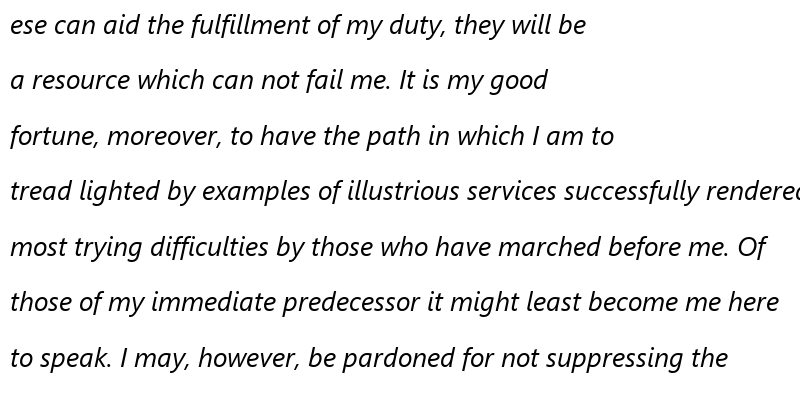 ese can aid the fulfillment of my duty, they will be
a resource which can not fail me. It is my good
fortune, moreover, to have the path in which I am to
tread lighted by examples of illustrious services successfully rendered
most trying difficulties by those who have marched before me. Of
those of my immediate predecessor it might least become me here
to speak. I may, however, be pardoned for not suppressing the